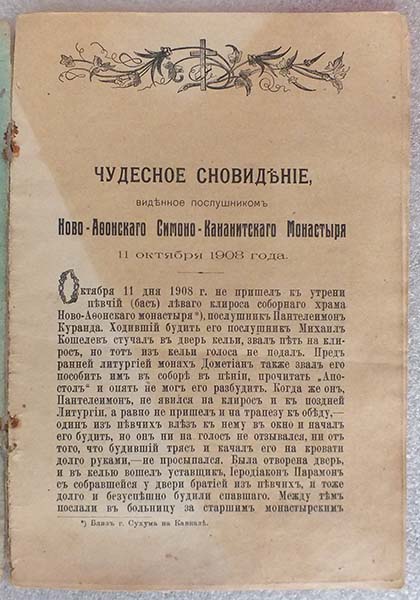 ЧУДЕСНОЕ СНОВИДѢНІЕ,
видѣнное послушникомъ
Ново-Аѳонскаго Симоно-Кананитскаго Монастыря
11 октября 1908 года.
Октября 11 дня 1908 г. не пришелъ къ утрени
пѣвчій (басъ) лѣваго клироса соборнаго храма
Ново-Аѳонскаго монастыря*), послушникъ Пантелеимонъ
Куранда. Ходившій будить его послушникъ Михаилъ
Кошелевъ стучалъ въ дверь кельи, звалъ пѣть на кли-
росъ, но тотъ изъ кельи голоса не подалъ. Предъ
ранней литургіей монахъ Дометіанъ также звалъ его
пособить имъ въ соборѣ въ пѣніи, прочитать „Апо-
столъ" и опять не могъ его разбудить. Когда же онъ,
Пантелеимонъ, не явился на клиросъ и къ поздней
Литургіи, а равно не пришелъ и на трапезу къ обѣду,—
одинъ изъ пѣвчихъ влѣзъ къ нему въ окно и началъ
его будить, но онъ ни на голосъ не отзывался, ни отъ
того, что будившій трясъ и качалъ его на кровати
долго руками,—не просыпался. Была отворена дверь,
и въ келью вошелъ уставщикъ, Іеродіаконъ Парамонъ
съ собравшейся у двери братіей изъ пѣвчихъ, и тоже
долго и безуспѣшно будили спавшаго. Между тѣмъ
послали въ больницу за старшимъ монастырскимъ
*) Близъ г. Сухума на Кавказѣ.